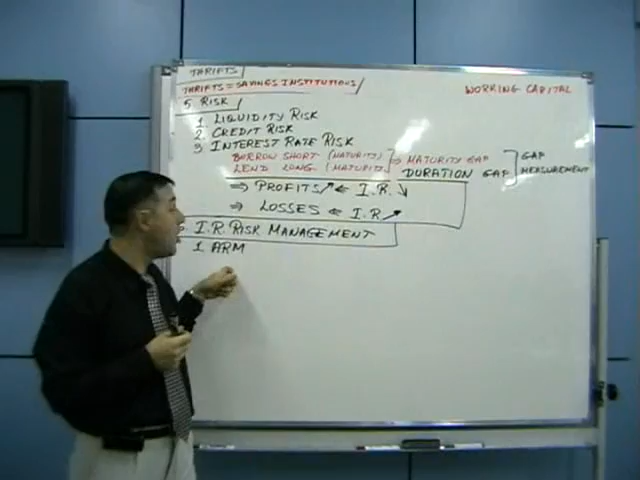 THRIFTS
THRIFTS = SAVINGS INSTITUTIONS
WORKING CAPITAL
5. RISK
1. LIQUIDITY RISK
2. CREDIT RISK
3. INTEREST RATE RISK
BORROW SHORT (MATURITY) ⇒ MATURITY GAP GAP
LEND LONG (MATURITY) DURATION GAP MEASUREMENT
⇒ PROFITS ↗ ⇐ I.R. ↘
⇒ LOSSES ⇐ I.R. ↗
I.R. RISK MANAGEMENT
1 ARM